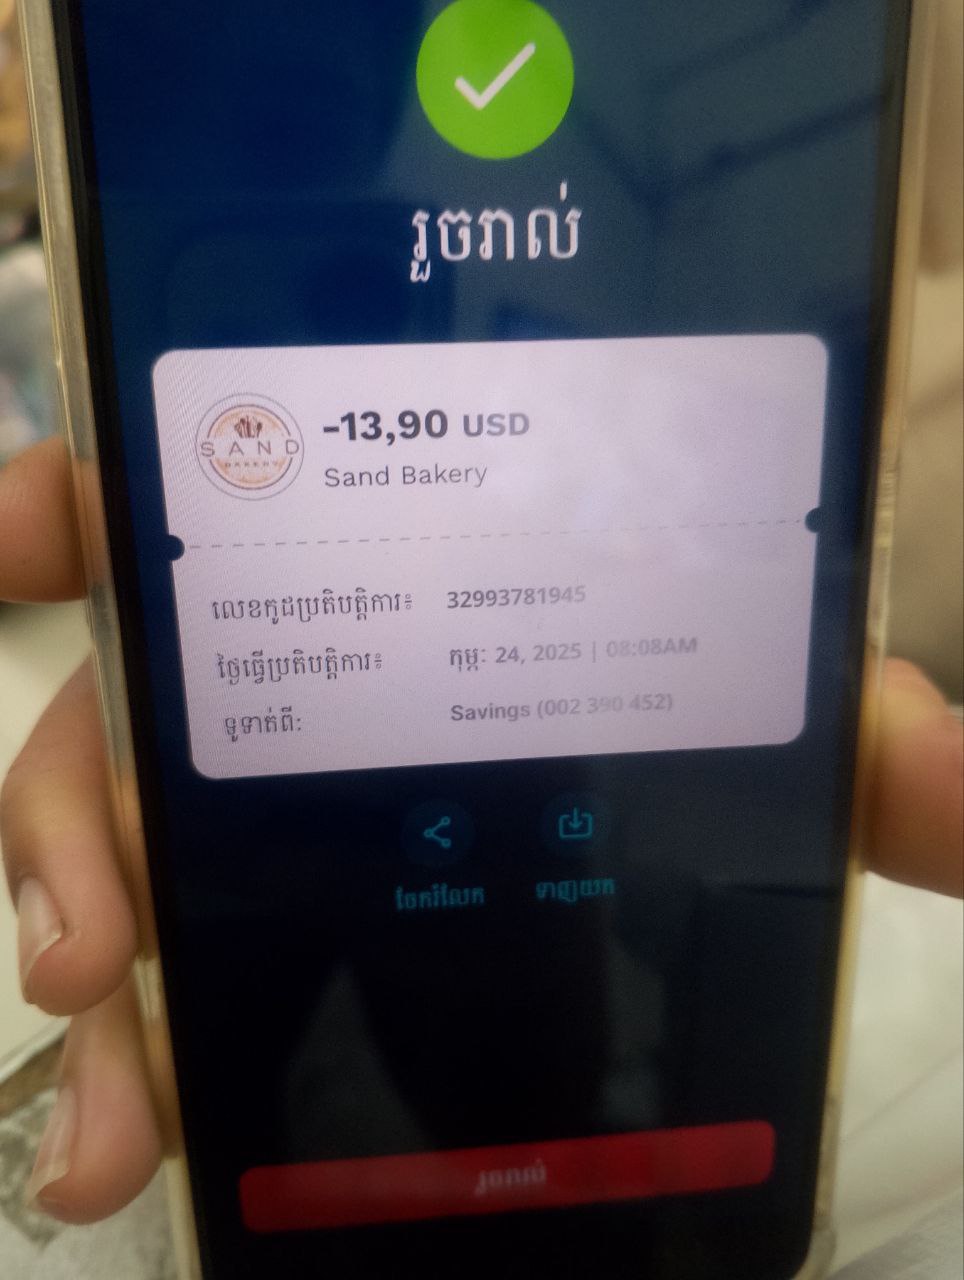 រួចរាល់
SAND
BAKERY
-13,90 USD
Sand Bakery
លេខកូដប្រតិបត្តិការ៖ 32993781945
ថ្ងៃធ្វើប្រតិបត្តិការ៖ កុម្ភៈ 24, 2025 | 08:08AM
ទូទាត់ពី: Savings (002 390 452)
ចែករំលែក ទាញយក
រួចរាល់